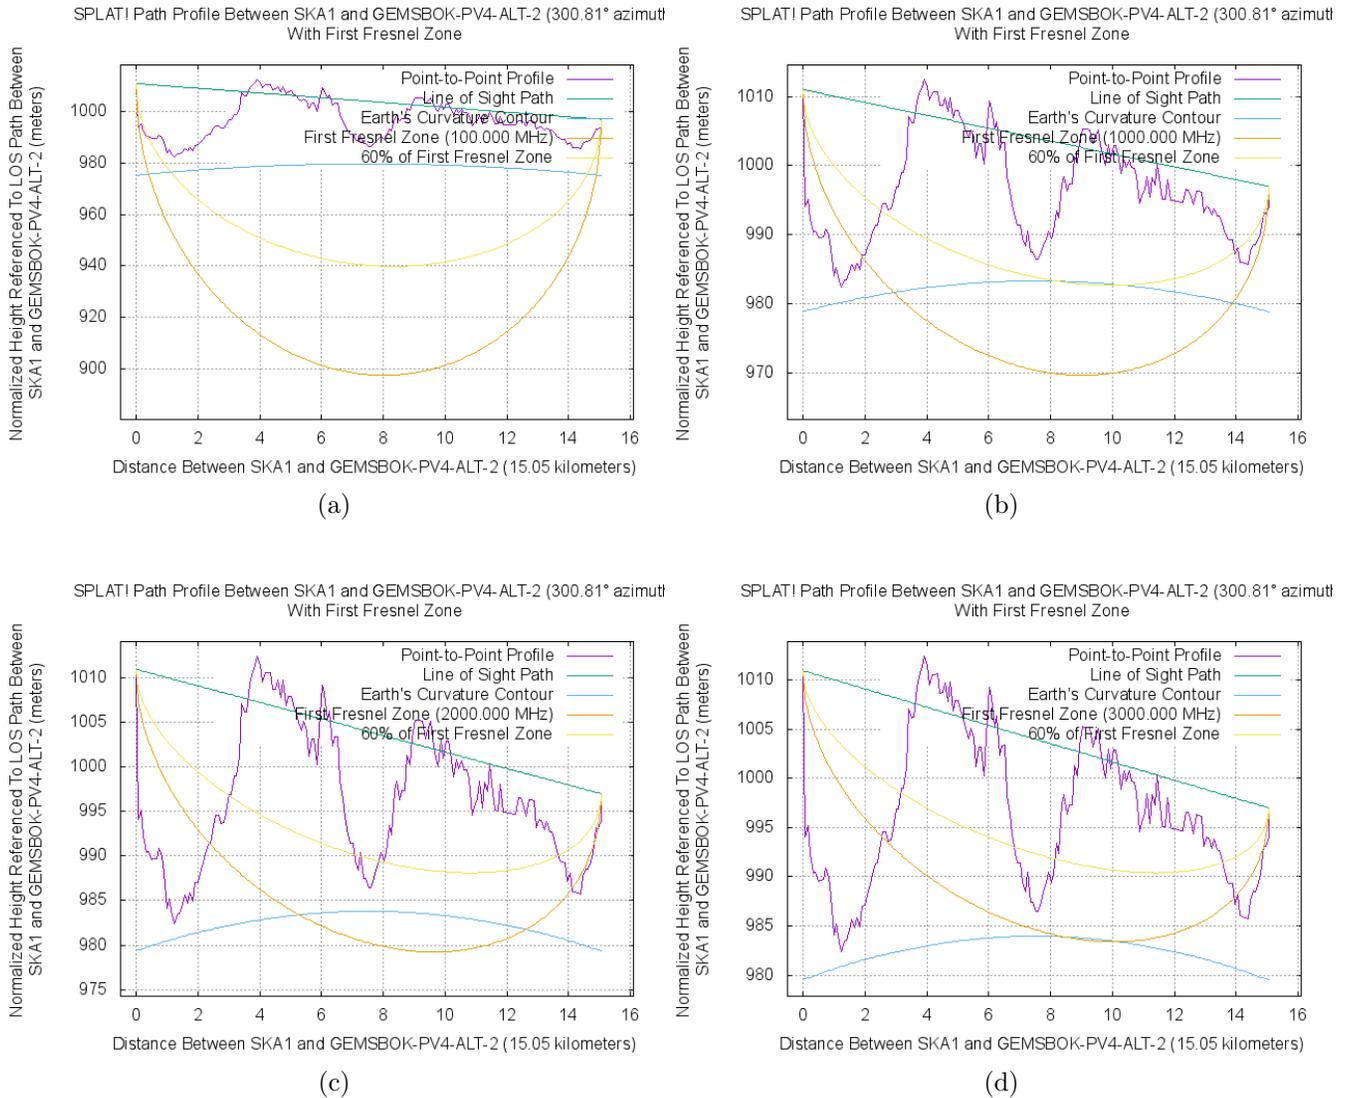 SPLAT! Path Profile Between SKA1 and GEMSBOK-PV4-ALT-2 (300.81° azimuth
With First Fresnel Zone
Normalized Height Referenced To LOS Path Between
SKA1 and GEMSBOK-PV4-ALT-2 (meters)
Point-to-Point Profile
Line of Sight Path
Earth's Curvature Contour
First Fresnel Zone (100.000 MHz)
60% of First Fresnel Zone
1000
980
960
940
920
900
0 2 4 6 8 10 12 14 16
Distance Between SKA1 and GEMSBOK-PV4-ALT-2 (15.05 kilometers)
(a)
SPLAT! Path Profile Between SKA1 and GEMSBOK-PV4-ALT-2 (300.81° azimuth
With First Fresnel Zone
Normalized Height Referenced To LOS Path Between
SKA1 and GEMSBOK-PV4-ALT-2 (meters)
Point-to-Point Profile
Line of Sight Path
Earth's Curvature Contour
First Fresnel Zone (1000.000 MHz)
60% of First Fresnel Zone
1010
1000
990
980
970
0 2 4 6 8 10 12 14 16
Distance Between SKA1 and GEMSBOK-PV4-ALT-2 (15.05 kilometers)
(b)
SPLAT! Path Profile Between SKA1 and GEMSBOK-PV4-ALT-2 (300.81° azimuth
With First Fresnel Zone
Normalized Height Referenced To LOS Path Between
SKA1 and GEMSBOK-PV4-ALT-2 (meters)
Point-to-Point Profile
Line of Sight Path
Earth's Curvature Contour
First Fresnel Zone (2000.000 MHz)
60% of First Fresnel Zone
1010
1005
1000
995
990
985
980
975
0 2 4 6 8 10 12 14 16
Distance Between SKA1 and GEMSBOK-PV4-ALT-2 (15.05 kilometers)
(c)
SPLAT! Path Profile Between SKA1 and GEMSBOK-PV4-ALT-2 (300.81° azimuth
With First Fresnel Zone
Normalized Height Referenced To LOS Path Between
SKA1 and GEMSBOK-PV4-ALT-2 (meters)
Point-to-Point Profile
Line of Sight Path
Earth's Curvature Contour
First Fresnel Zone (3000.000 MHz)
60% of First Fresnel Zone
1010
1005
1000
995
990
985
980
0 2 4 6 8 10 12 14 16
Distance Between SKA1 and GEMSBOK-PV4-ALT-2 (15.05 kilometers)
(d)